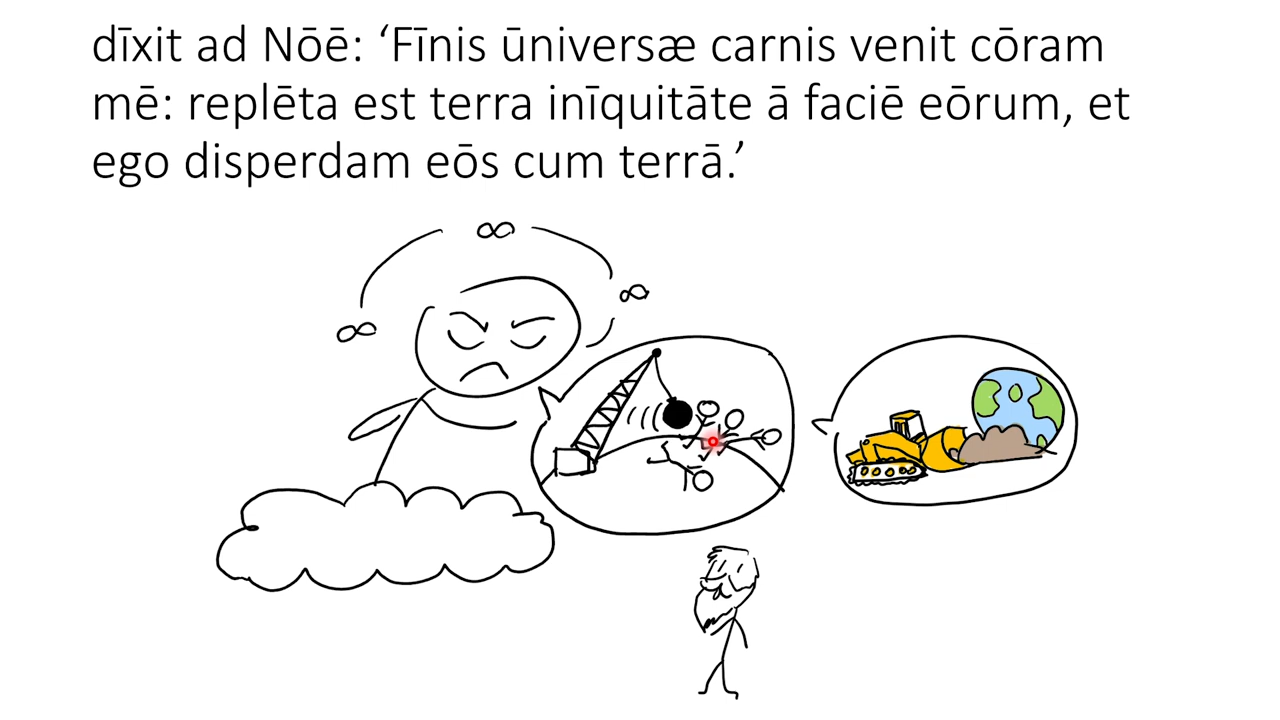 dīxit ad Nōē: ‘Fīnis ūniversæ carnis venit cōram
mē: replēta est terra inīquitāte ā faciē eōrum, et
ego disperdam eōs cum terrā.’
∞
∞
∞